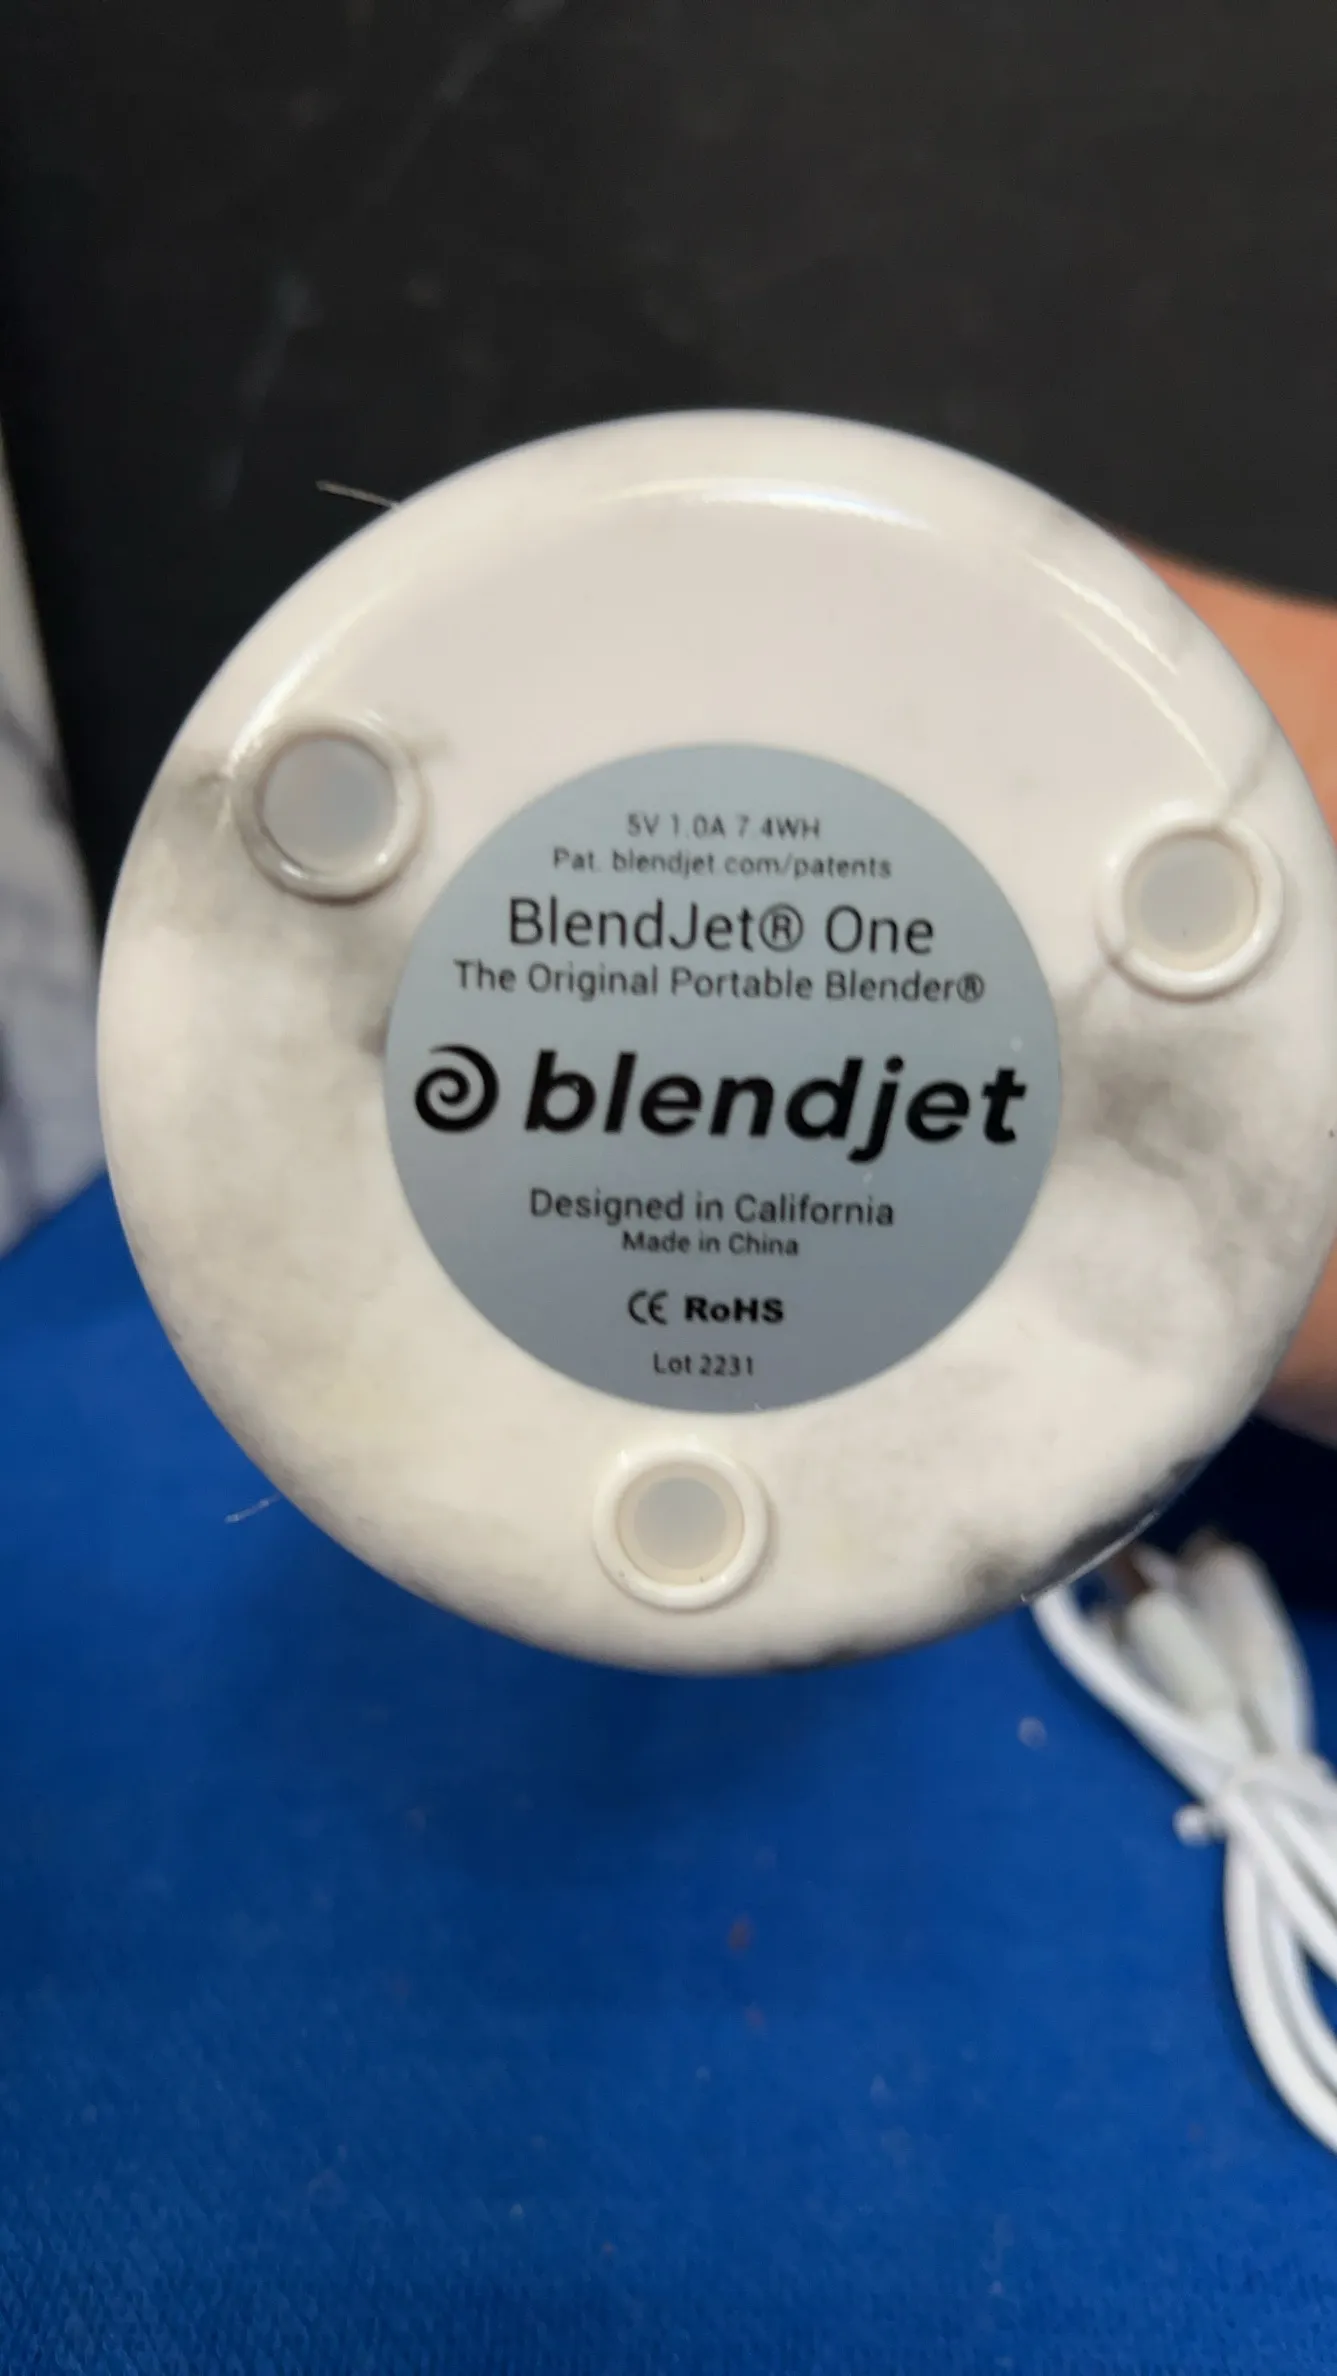 5V 1.0A 7.4WH
Pat. blendjet.com/patents
BlendJet® One
The Original Portable Blender®
blendjet
Designed in California
Made in China
CE RoHS
Lot 2231